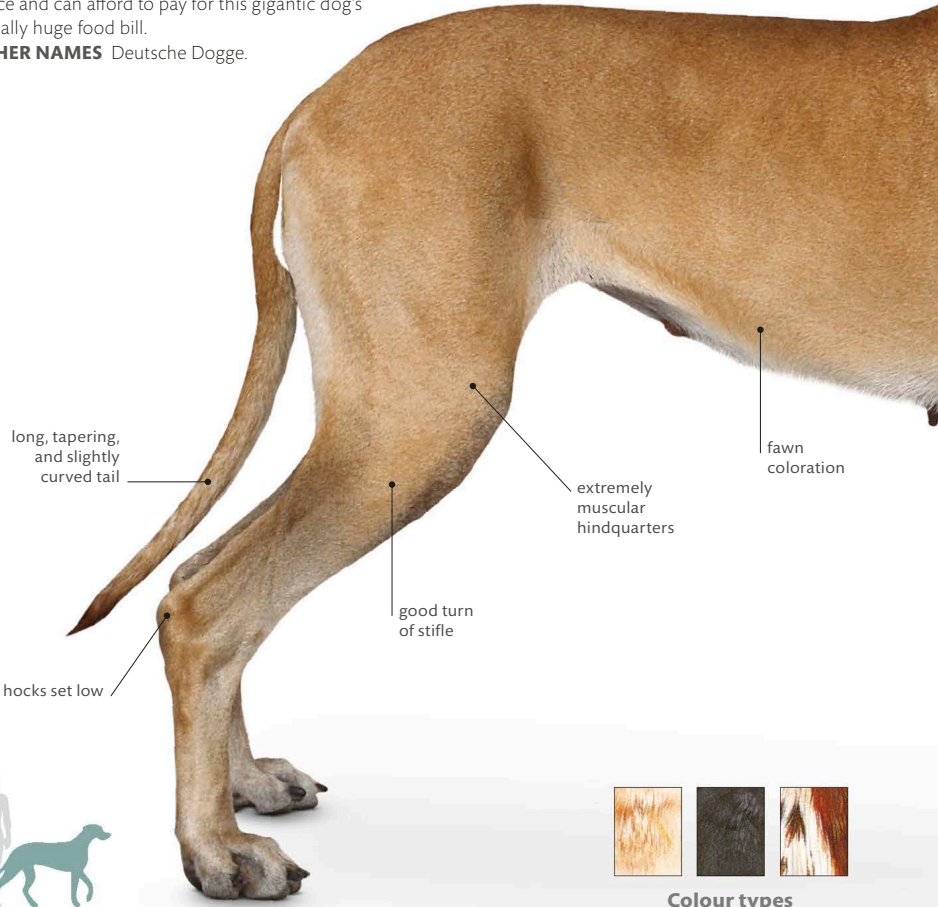 ce and can afford to pay for this gigantic dog's
ally huge food bill.
HER NAMES Deutsche Dogge.
long, tapering,
and slightly
curved tail
fawn
coloration
extremely
muscular
hindquarters
good turn
of stifle
hocks set low
Colour types